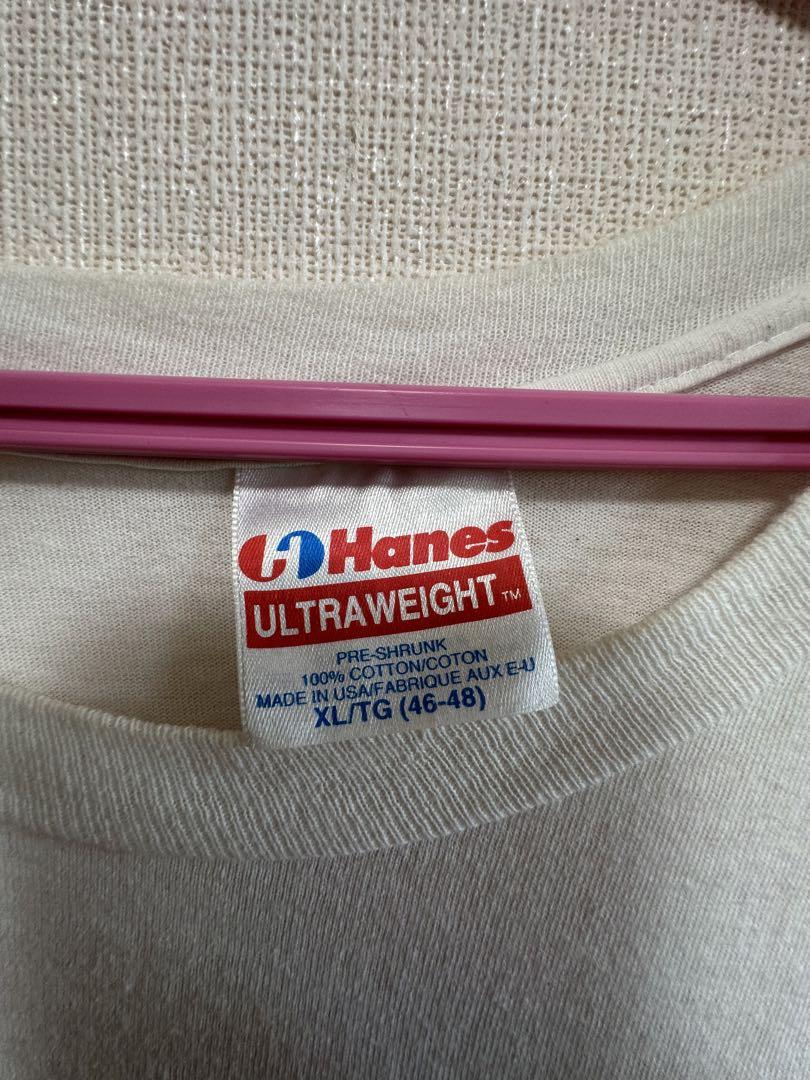 Hanes
ULTRAWEIGHT™
PRE-SHRUNK
100% COTTON/COTON
MADE IN USA/FABRIQUE AUX E-U
XL/TG (46-48)